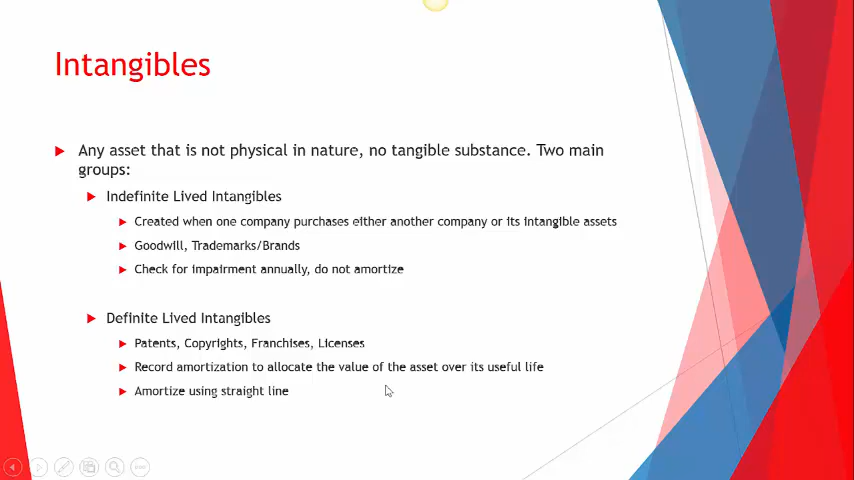 Intangibles
Any asset that is not physical in nature, no tangible substance. Two main
groups:
Indefinite Lived Intangibles
Created when one company purchases either another company or its intangible assets
Goodwill, Trademarks/Brands
Check for impairment annually, do not amortize
Definite Lived Intangibles
Patents, Copyrights, Franchises, Licenses
Record amortization to allocate the value of the asset over its useful life
Amortize using straight line